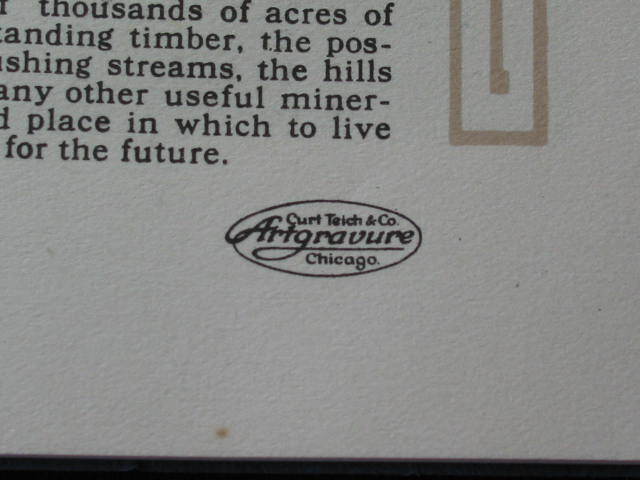 thousands of acres of
tanding timber, the pos-
shing streams, the hills
any other useful miner-
d place in which to live
for the future.
Curt Teich & Co.
Artgravure
Chicago.